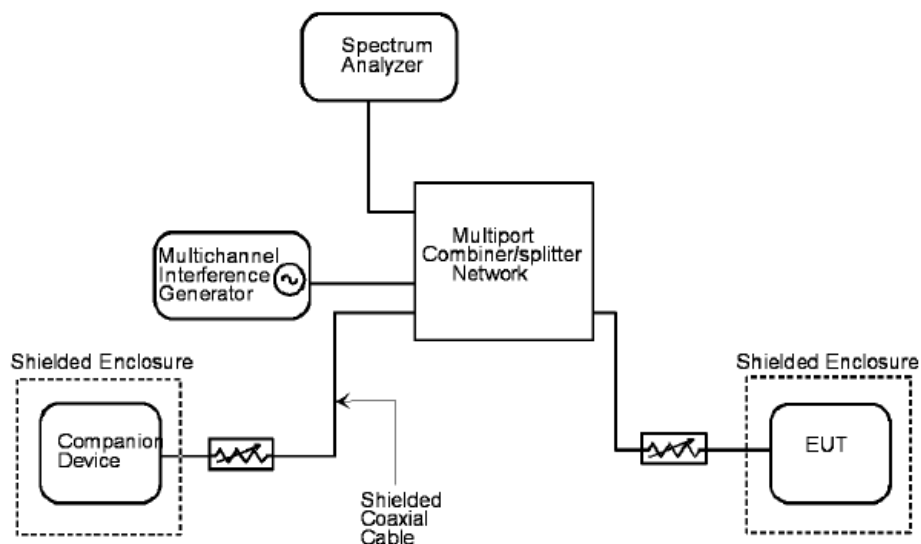 Spectrum
Analyzer
Multiport
Combiner/splitter
Network
Multichannel
Interference
Generator
Shielded Enclosure
Companion
Device
Shielded
Coaxial
Cable
Shielded Enclosure
EUT